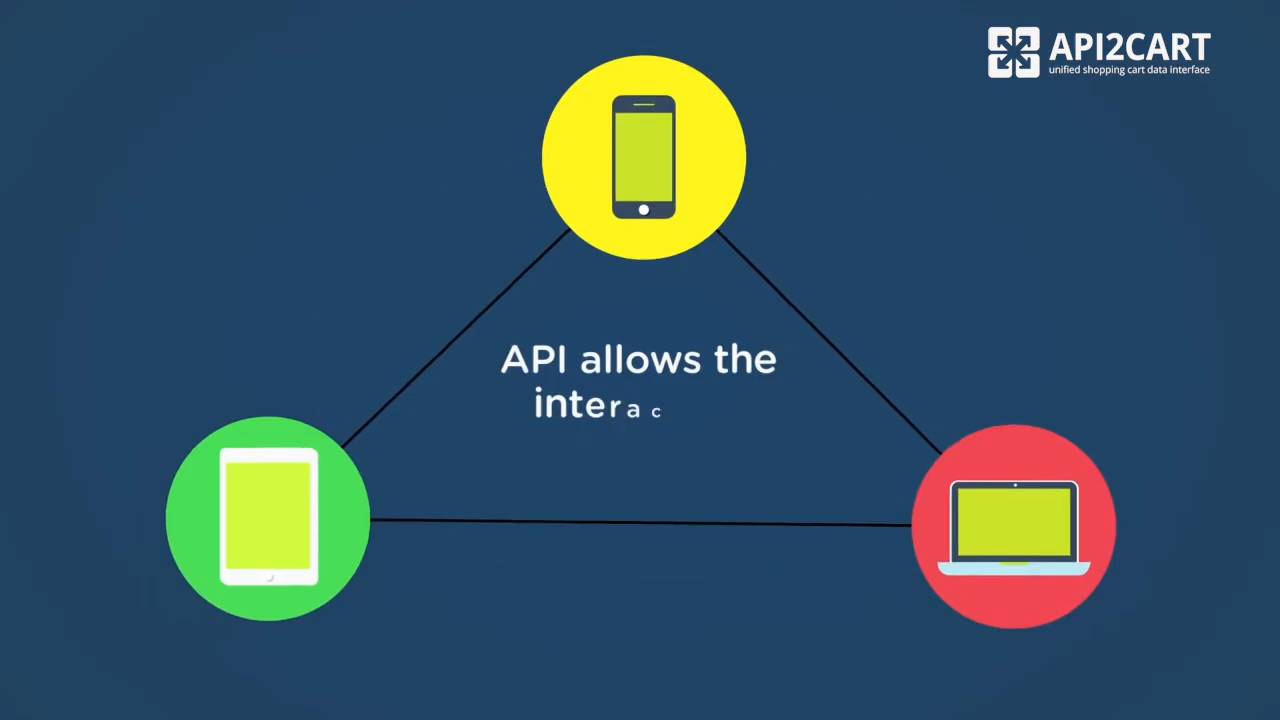 API2CART
unified shopping cart data interface
API allows the
interac